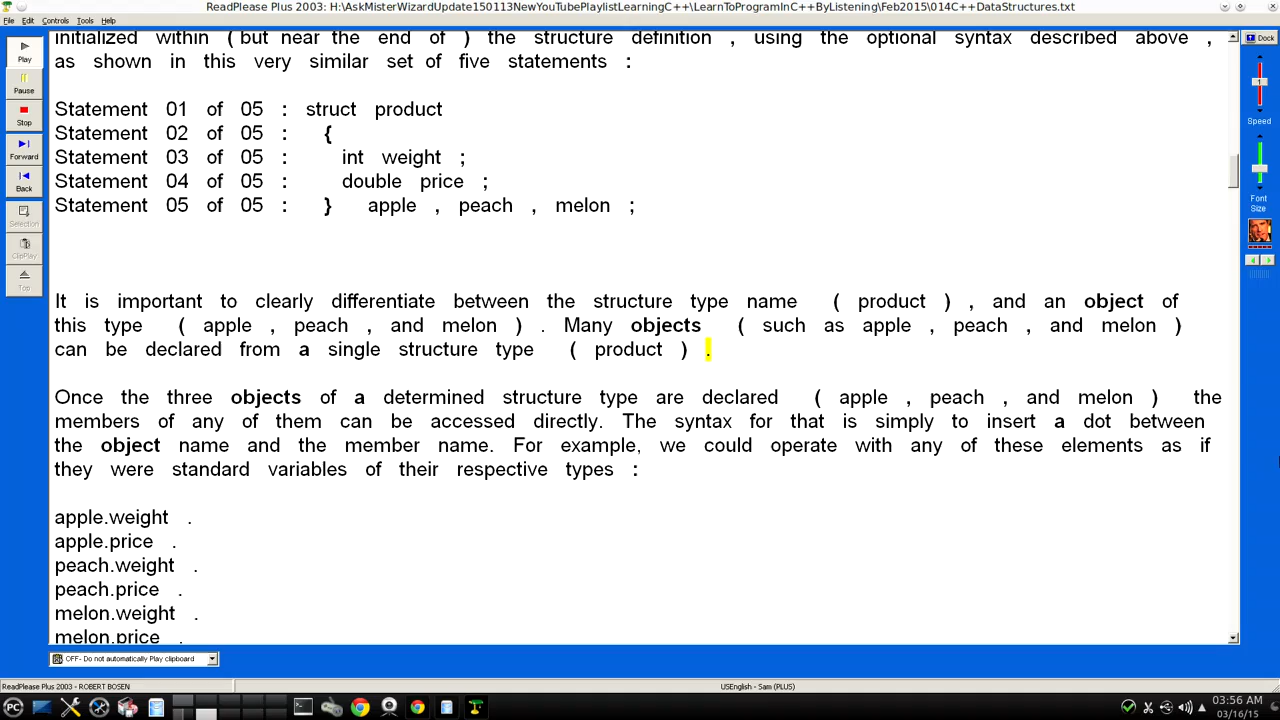 ReadPlease Plus 2003: H:\AskMisterWizardUpdate150113NewYouTubePlaylistLearningC++\LearnToProgramInC++ByListening\Feb2015\014C++DataStructures.txt
File Edit Controls Tools Help
Play
Pause
Stop
Forward
Back
Selection
ClipPlay
Top
initialized within ( but near the end of ) the structure definition , using the optional syntax described above ,
as shown in this very similar set of five statements :
Statement 01 of 05 : struct product
Statement 02 of 05 : {
Statement 03 of 05 : int weight ;
Statement 04 of 05 : double price ;
Statement 05 of 05 : } apple , peach , melon ;
It is important to clearly differentiate between the structure type name ( product ) , and an object of
this type ( apple , peach , and melon ) . Many objects ( such as apple , peach , and melon )
can be declared from a single structure type ( product ) .
Once the three objects of a determined structure type are declared ( apple , peach , and melon ) the
members of any of them can be accessed directly. The syntax for that is simply to insert a dot between
the object name and the member name. For example, we could operate with any of these elements as if
they were standard variables of their respective types :
apple.weight .
apple.price .
peach.weight .
peach.price .
melon.weight .
melon.price .
Dock
Speed
Font
Size
OFF- Do not automatically Play clipboard
ReadPlease Plus 2003 - ROBERT BOSEN
USEnglish - Sam (PLUS)
PC
03:56 AM
03/16/15